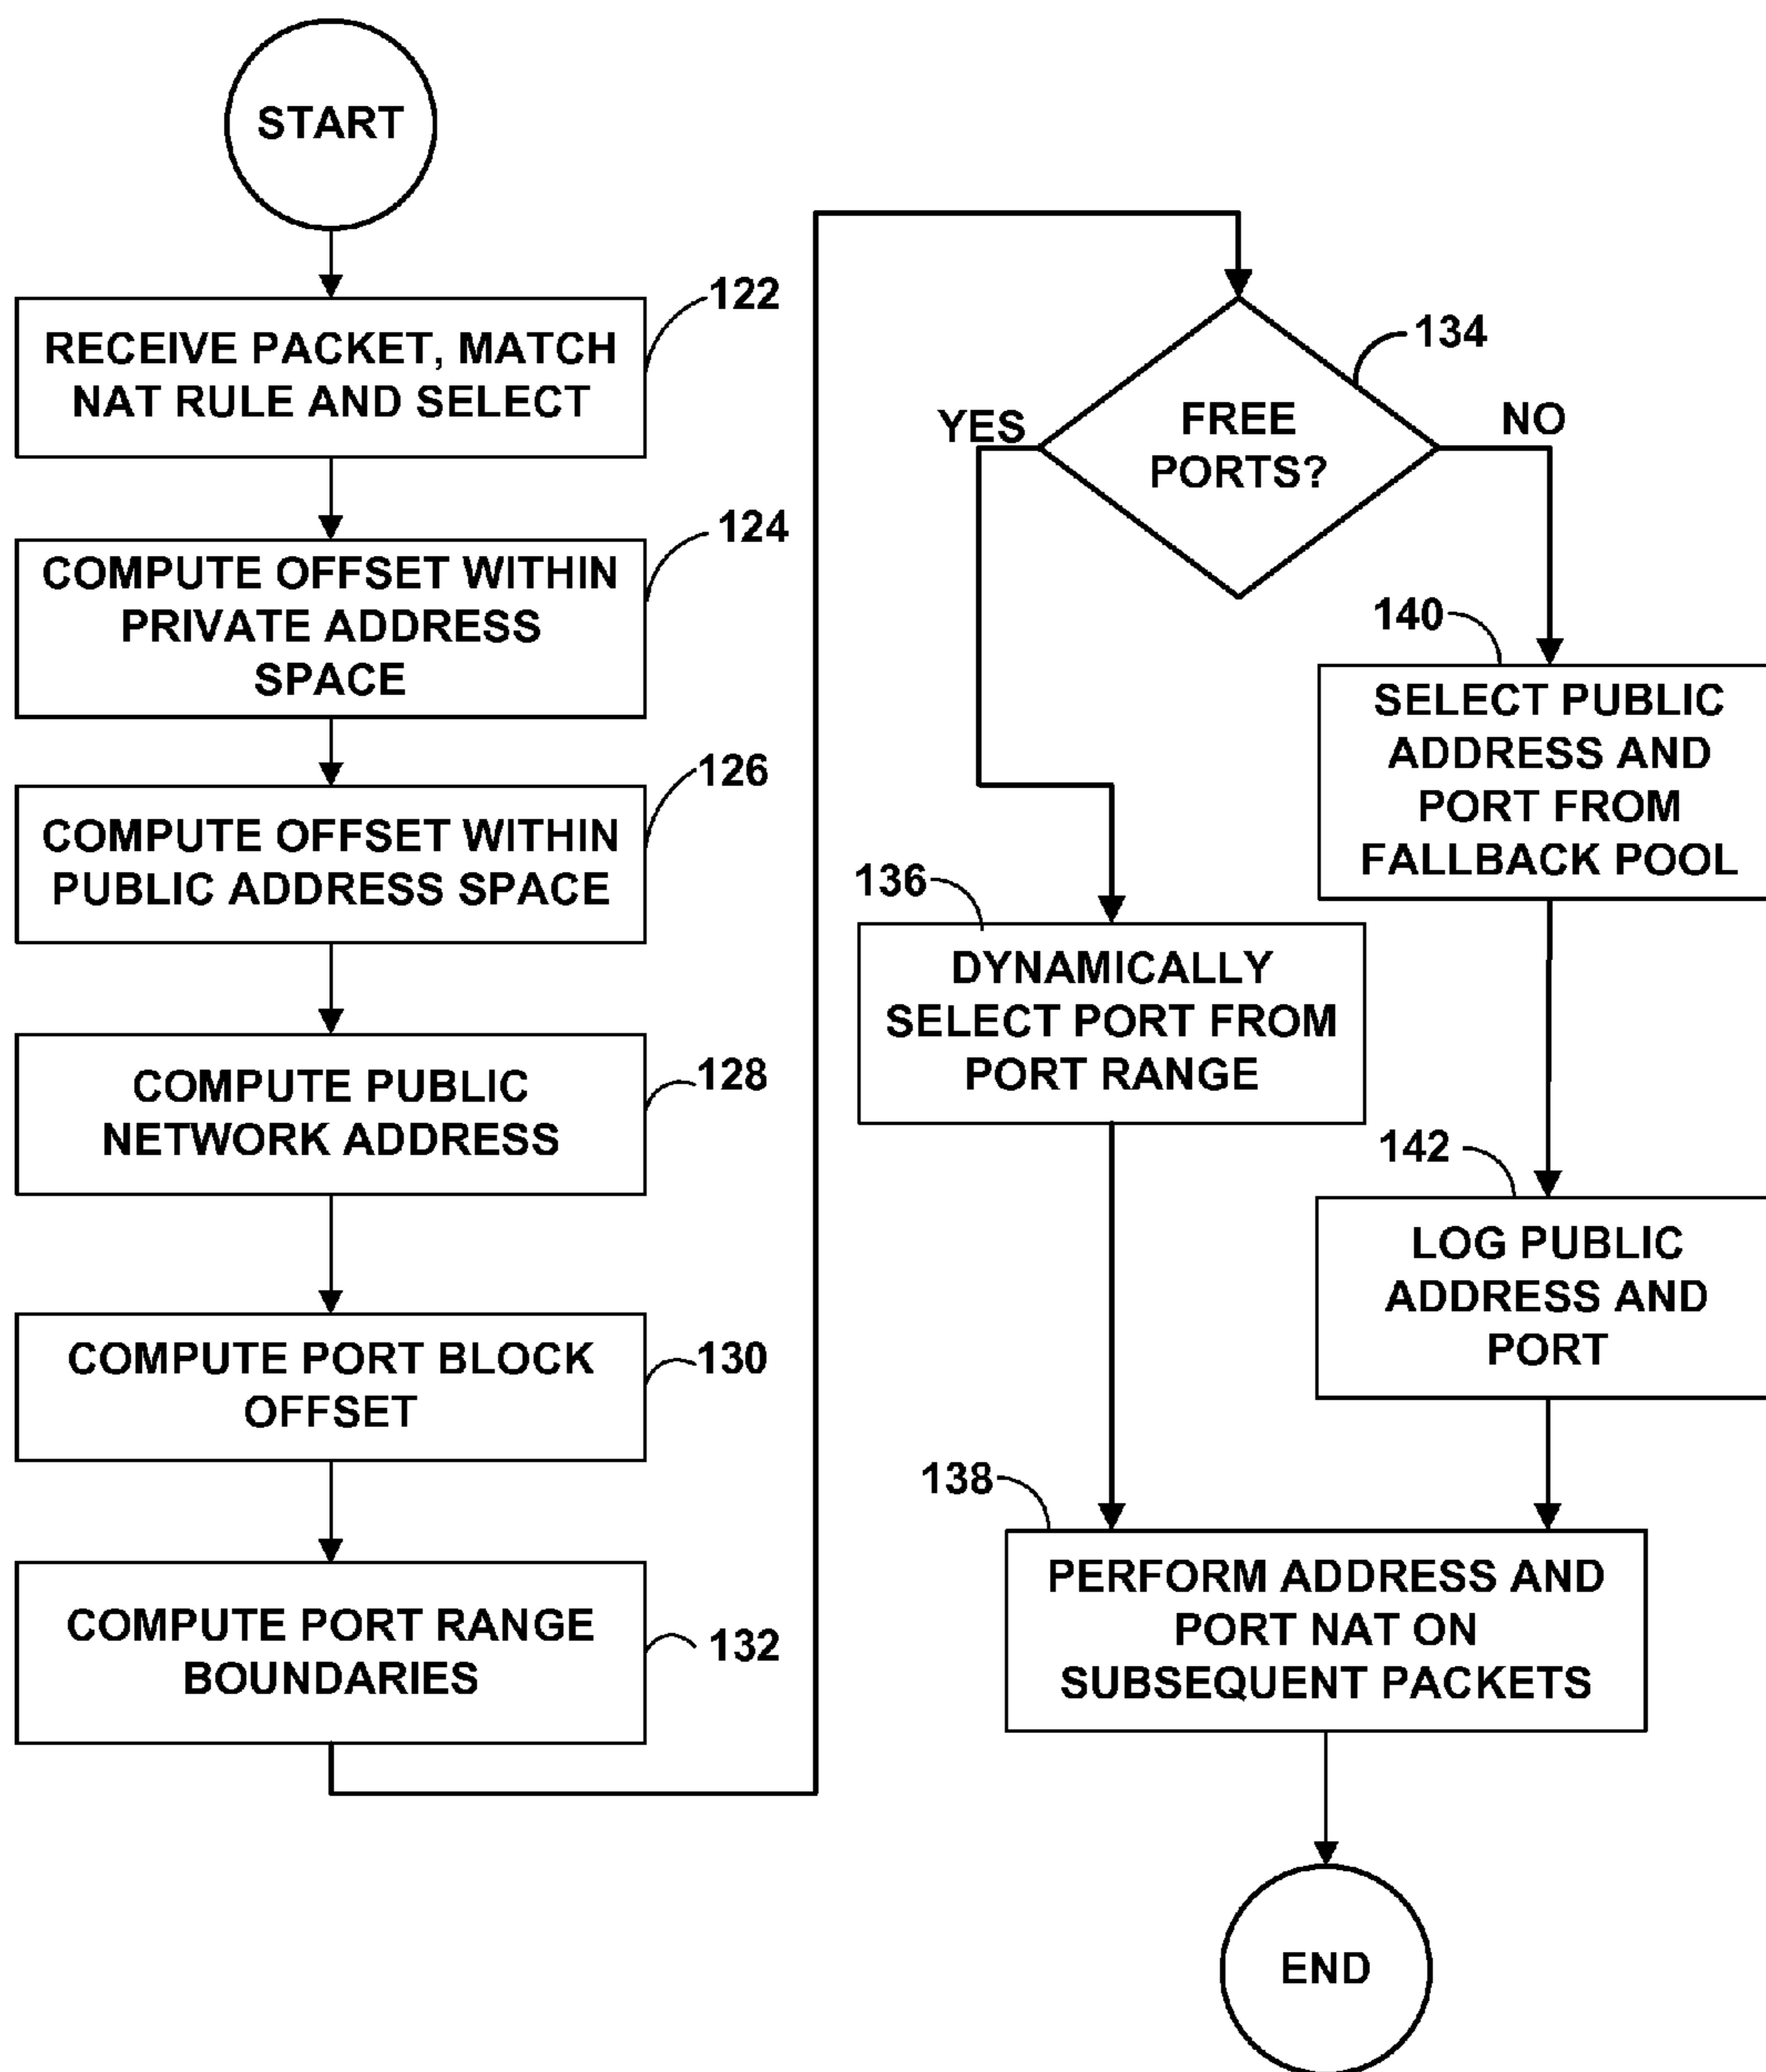 START
122
RECEIVE PACKET, MATCH
NAT RULE AND SELECT
124
COMPUTE OFFSET WITHIN
PRIVATE ADDRESS
SPACE
126
COMPUTE OFFSET WITHIN
PUBLIC ADDRESS SPACE
128
COMPUTE PUBLIC
NETWORK ADDRESS
130
COMPUTE PORT BLOCK
OFFSET
132
COMPUTE PORT RANGE
BOUNDARIES
134
FREE
PORTS?
YES
NO
136
DYNAMICALLY
SELECT PORT FROM
PORT RANGE
140
SELECT PUBLIC
ADDRESS AND
PORT FROM
FALLBACK POOL
142
LOG PUBLIC
ADDRESS AND
PORT
138
PERFORM ADDRESS AND
PORT NAT ON
SUBSEQUENT PACKETS
END